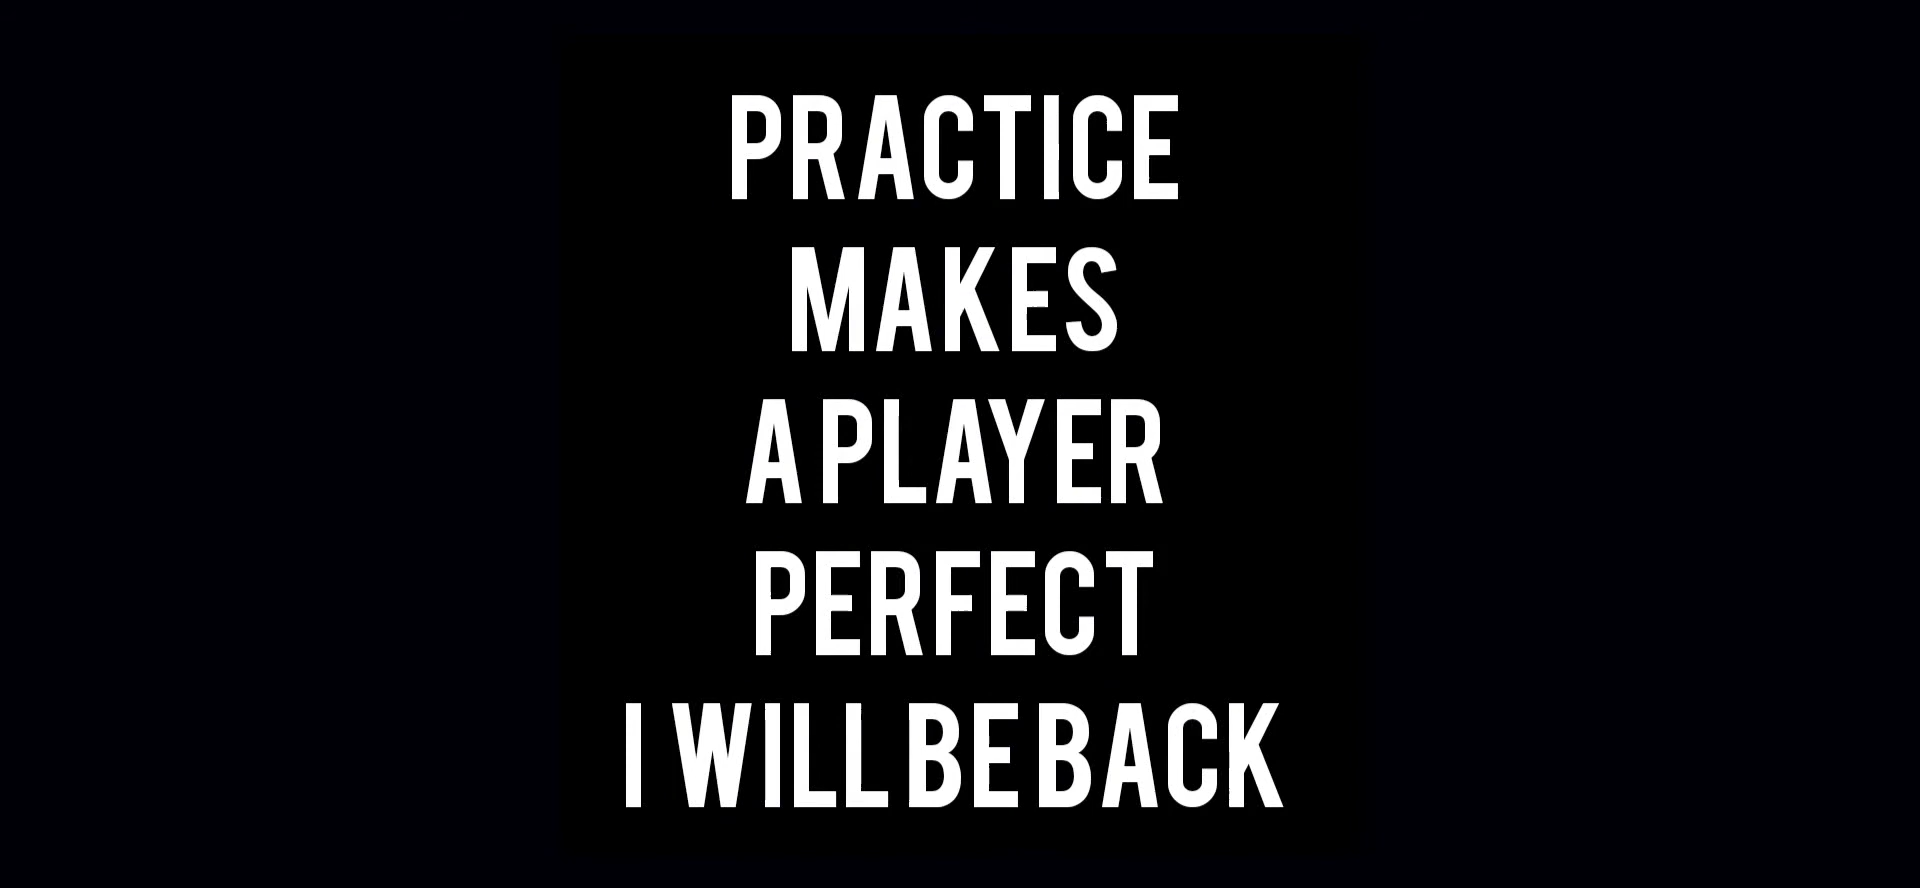 PRACTICE
MAKES
A PLAYER
PERFECT
I WILL BE BACK